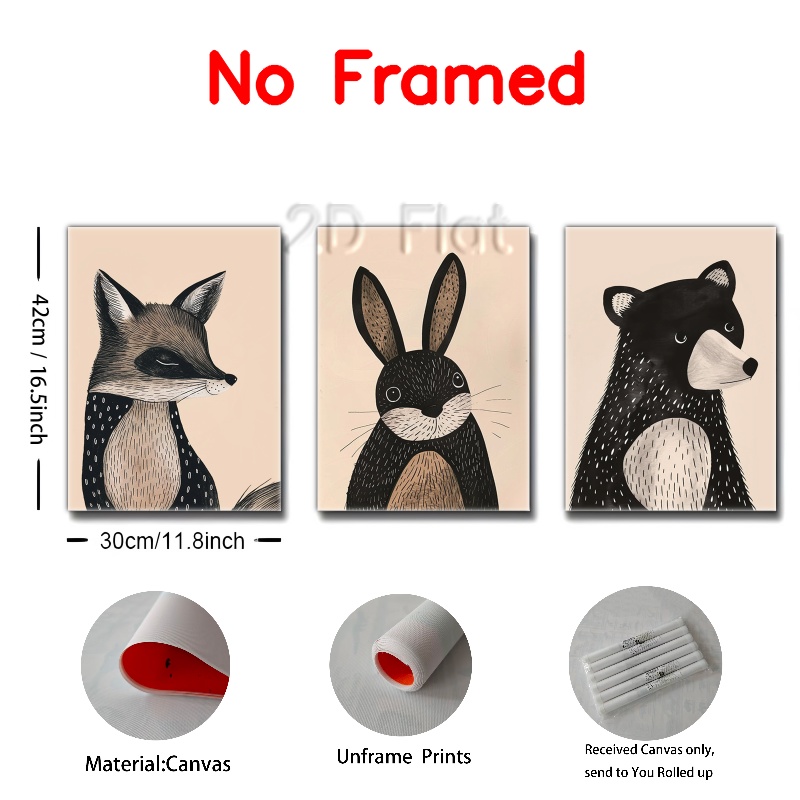 No Framed
2.D Flat
42cm / 16.5inch
30cm/11.8inch
Material:Canvas
Unframe Prints
Received Canvas only,
send to You Rolled up